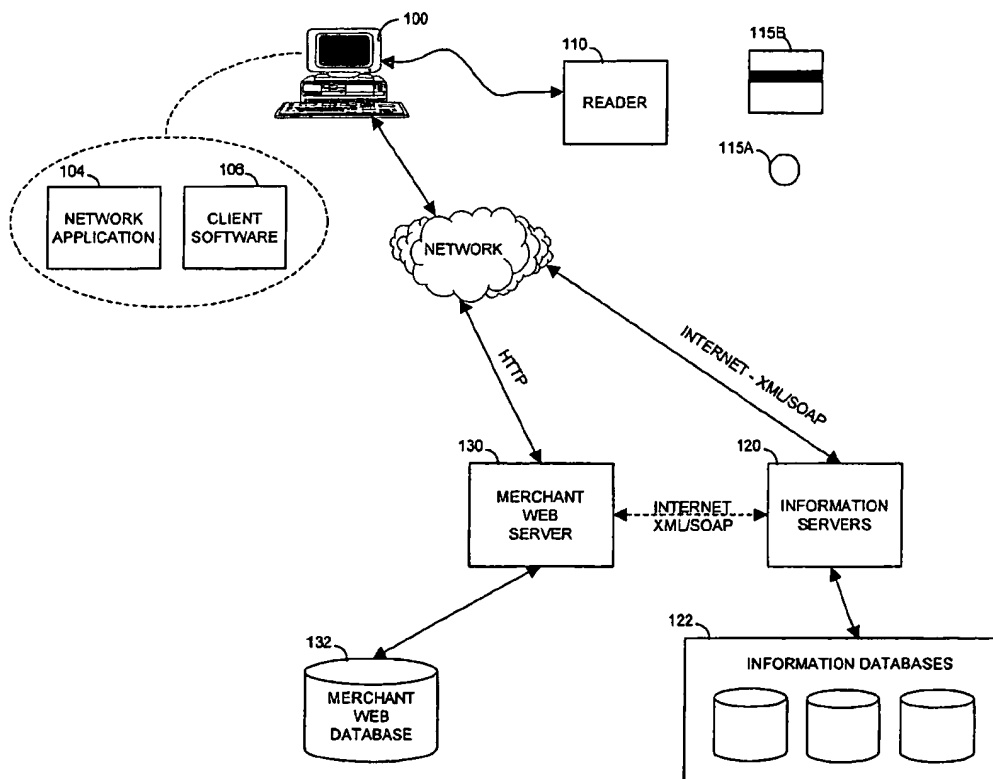 100
110
READER
115B
115A
104
NETWORK
APPLICATION
106
CLIENT
SOFTWARE
NETWORK
HTTP
INTERNET - XML/SOAP
130
MERCHANT
WEB
SERVER
INTERNET
XML/SOAP
120
INFORMATION
SERVERS
132
MERCHANT
WEB
DATABASE
122
INFORMATION DATABASES